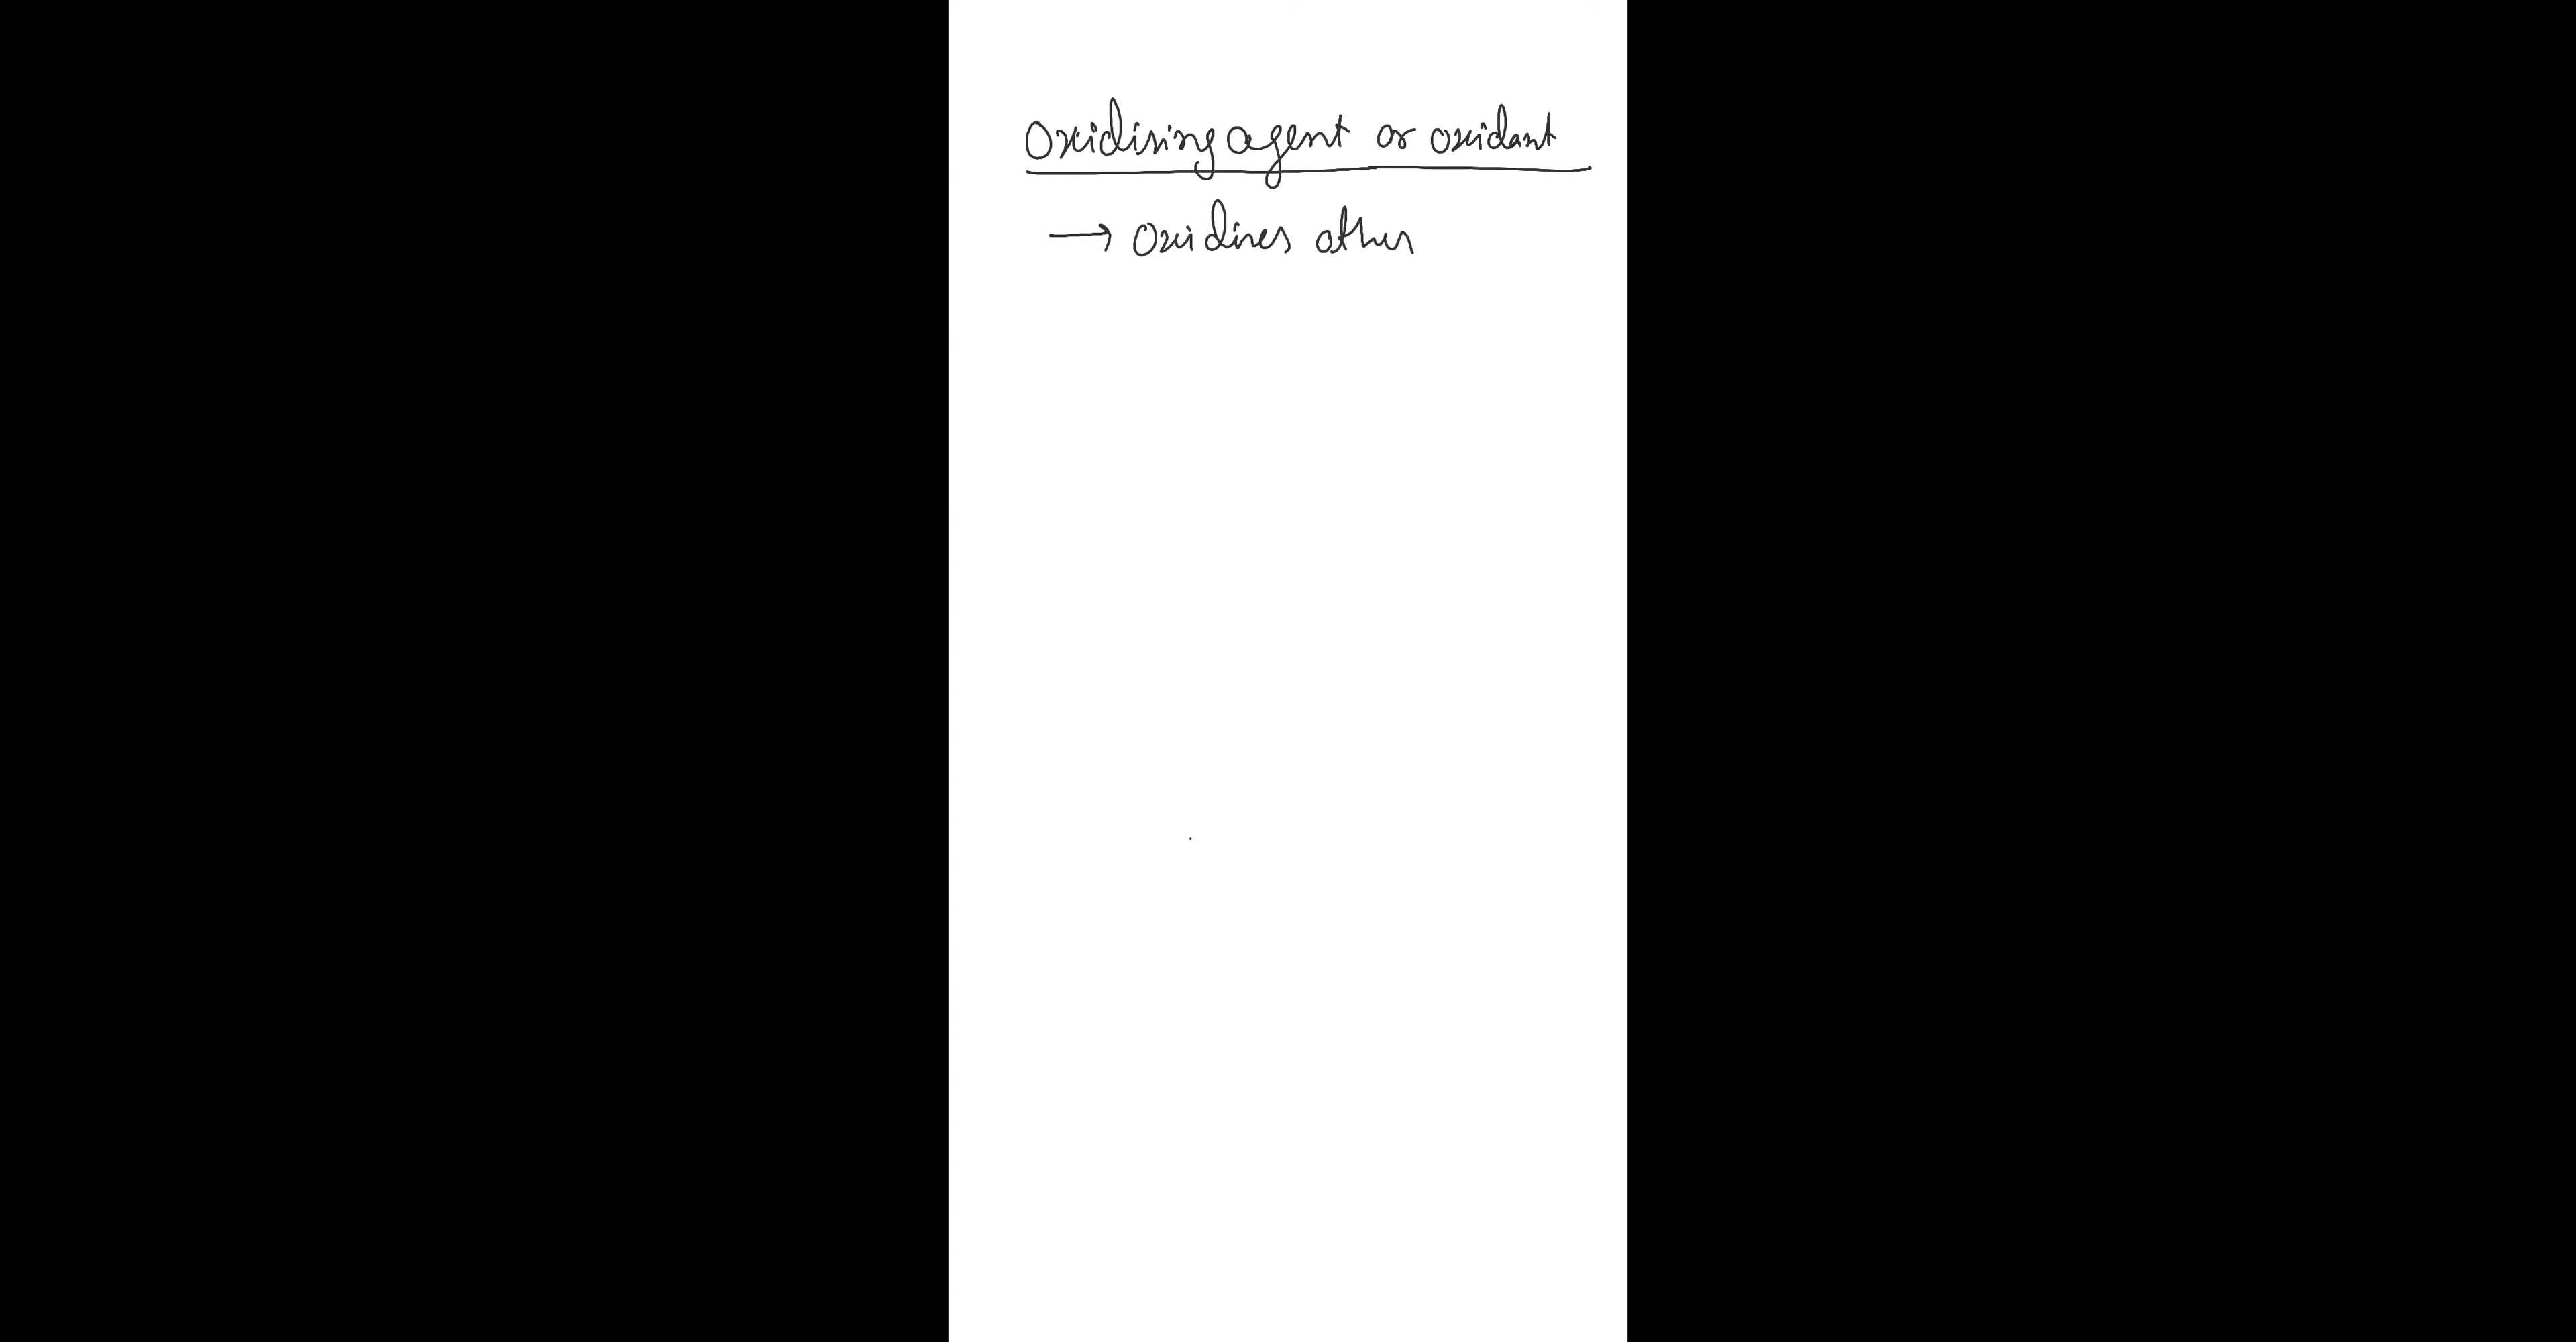 Oxidising agent or oxidant
→ oxidises other